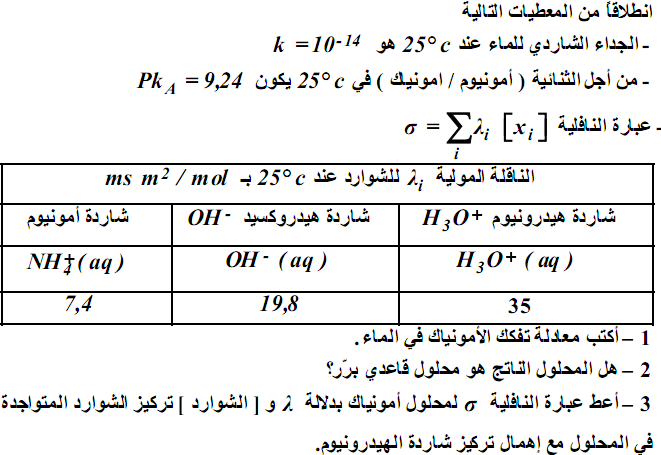 انطلاقاً من المعطيات التالية
ـ الجداء الشاردي للماء عند 25°c هو k =10-14
ـ من أجل الثنائية ( أمونيوم / امونياك ) في 25°c يكون PkA = 9,24
ـ عبارة النافلية σ = ∑i λi [xi]
الناقلة المولية λi للشوارد عند 25°c بـ ms m2 / mol
شاردة هيدرونيوم H3O+ شاردة هيدروكسيد OH- شاردة أمونيوم
H3O+ ( aq ) OH- ( aq ) NH4+( aq )
35 19,8 7,4
1 – أكتب معادلة تفكك الأمونياك في الماء .
2 – هل المحلول الناتج هو محلول قاعدي برّر؟
3 – أعط عبارة النافلية σ لمحلول أمونياك بدلالة λ و [ الشوارد ] تركيز الشوارد المتواجدة
في المحلول مع إهمال تركيز شاردة الهيدرونيوم.